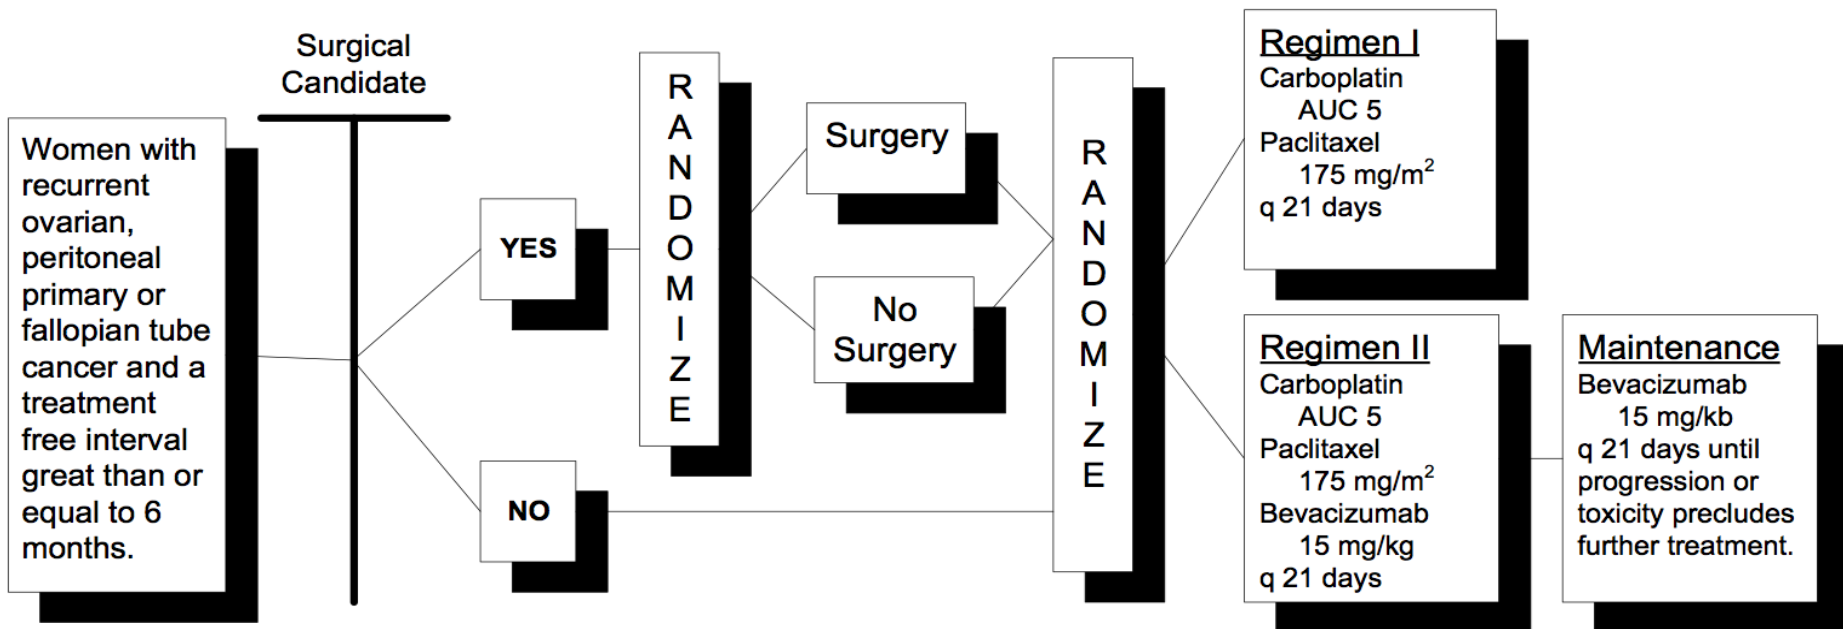 Women with
recurrent
ovarian,
peritoneal
primary or
fallopian tube
cancer and a
treatment
free interval
great than or
equal to 6
months.
Surgical
Candidate
YES
NO
RANDOMIZE
Surgery
No
Surgery
RANDOMIZE
Regimen I
Carboplatin
AUC 5
Paclitaxel
175 mg/m²
q 21 days
Regimen II
Carboplatin
AUC 5
Paclitaxel
175 mg/m²
Bevacizumab
15 mg/kg
q 21 days
Maintenance
Bevacizumab
15 mg/kb
q 21 days until
progression or
toxicity precludes
further treatment.